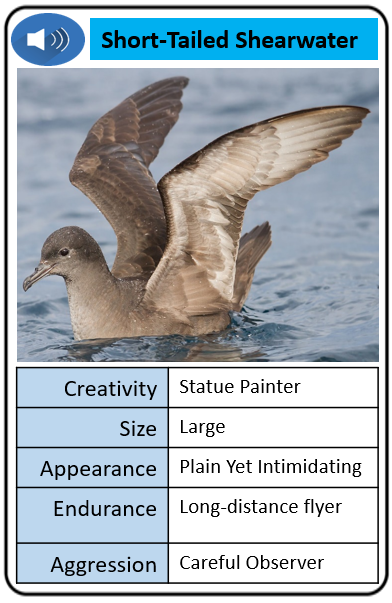 Short-Tailed Shearwater
Creativity Statue Painter
Size Large
Appearance Plain Yet Intimidating
Endurance Long-distance flyer
Aggression Careful Observer